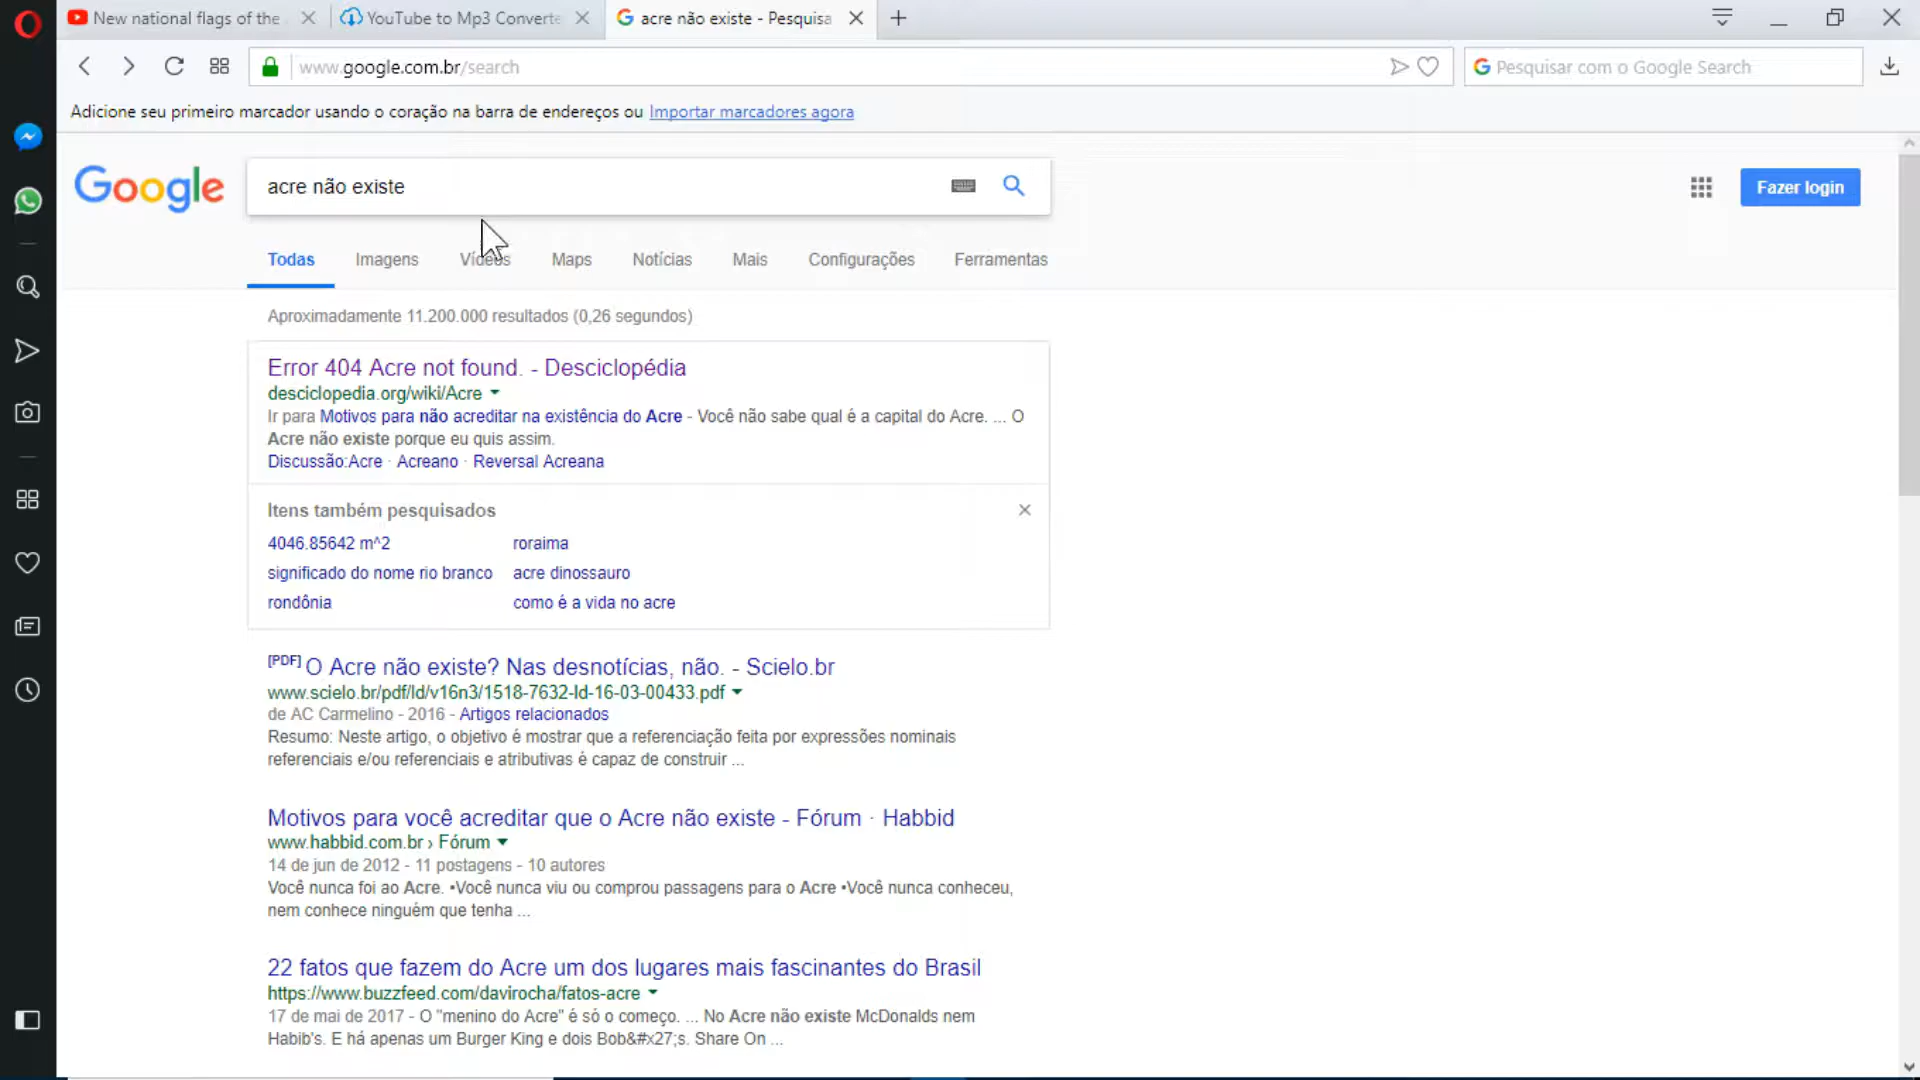 New national flags of the
YouTube to Mp3 Converte
acre não existe - Pesquisa
www.google.com.br/search
Pesquisar com o Google Search
Adicione seu primeiro marcador usando o coração na barra de endereços ou Importar marcadores agora
Google
acre não existe
Fazer login
Todas Imagens Vídeos Maps Notícias Mais Configurações Ferramentas
Aproximadamente 11.200.000 resultados (0,26 segundos)
Error 404 Acre not found. - Desciclopédia
desciclopedia.org/wiki/Acre
Ir para Motivos para não acreditar na existência do Acre - Você não sabe qual é a capital do Acre. ... O
Acre não existe porque eu quis assim.
Discussão:Acre · Acreano · Reversal Acreana
Itens também pesquisados
4046.85642 m^2 roraima
significado do nome rio branco acre dinossauro
rondônia como é a vida no acre
[PDF] O Acre não existe? Nas desnotícias, não. - Scielo.br
www.scielo.br/pdf/ld/v16n3/1518-7632-ld-16-03-00433.pdf
de AC Carmelino - 2016 - Artigos relacionados
Resumo: Neste artigo, o objetivo é mostrar que a referenciação feita por expressões nominais
referenciais e/ou referenciais e atributivas é capaz de construir ...
Motivos para você acreditar que o Acre não existe - Fórum · Habbid
www.habbid.com.br › Fórum
14 de jun de 2012 - 11 postagens - 10 autores
Você nunca foi ao Acre. •Você nunca viu ou comprou passagens para o Acre •Você nunca conheceu,
nem conhece ninguém que tenha ...
22 fatos que fazem do Acre um dos lugares mais fascinantes do Brasil
https://www.buzzfeed.com/davirocha/fatos-acre
17 de mai de 2017 - O "menino do Acre" é só o começo. ... No Acre não existe McDonalds nem
Habib's. E há apenas um Burger King e dois Bob&#x27;s. Share On ...